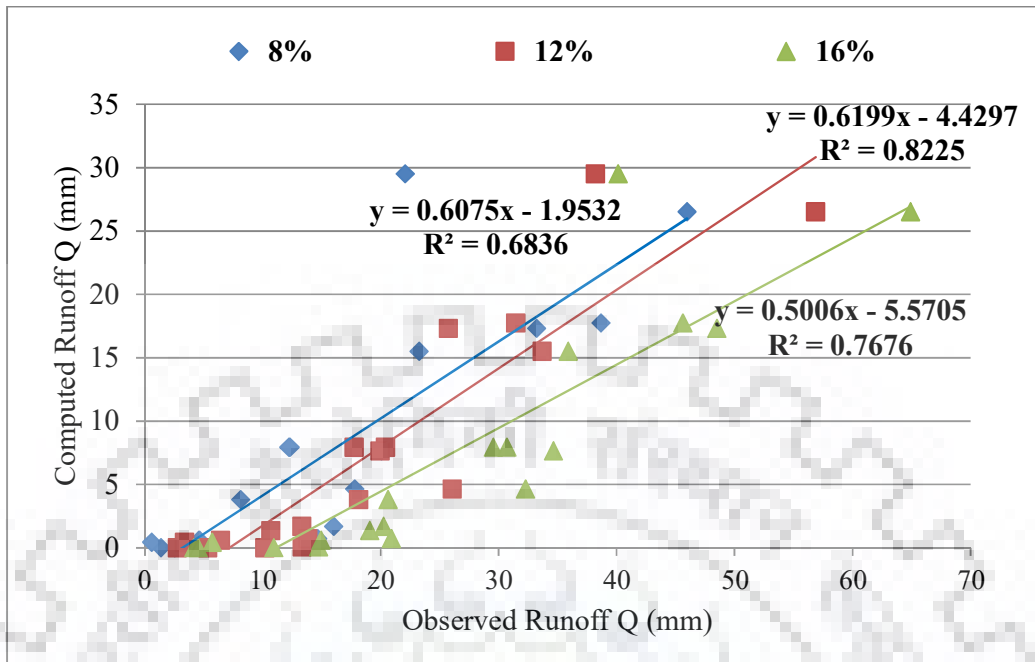 8% 12% 16%
35
30
25
20
15
10
5
0
y = 0.6199x - 4.4297
R² = 0.8225
y = 0.6075x - 1.9532
R² = 0.6836
y = 0.5006x - 5.5705
R² = 0.7676
Computed Runoff Q (mm)
0 10 20 30 40 50 60 70
Observed Runoff Q (mm)